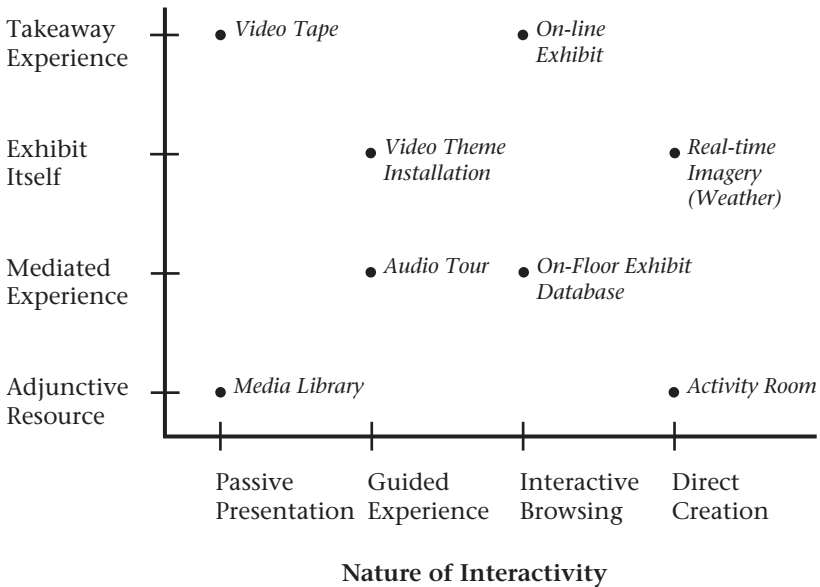 Takeaway
Experience
Video Tape
On-line
Exhibit
Exhibit
Itself
Video Theme
Installation
Real-time
Imagery
(Weather)
Mediated
Experience
Audio Tour
On-Floor Exhibit
Database
Adjunctive
Resource
Media Library
Activity Room
Passive
Presentation
Guided
Experience
Interactive
Browsing
Direct
Creation
Nature of Interactivity